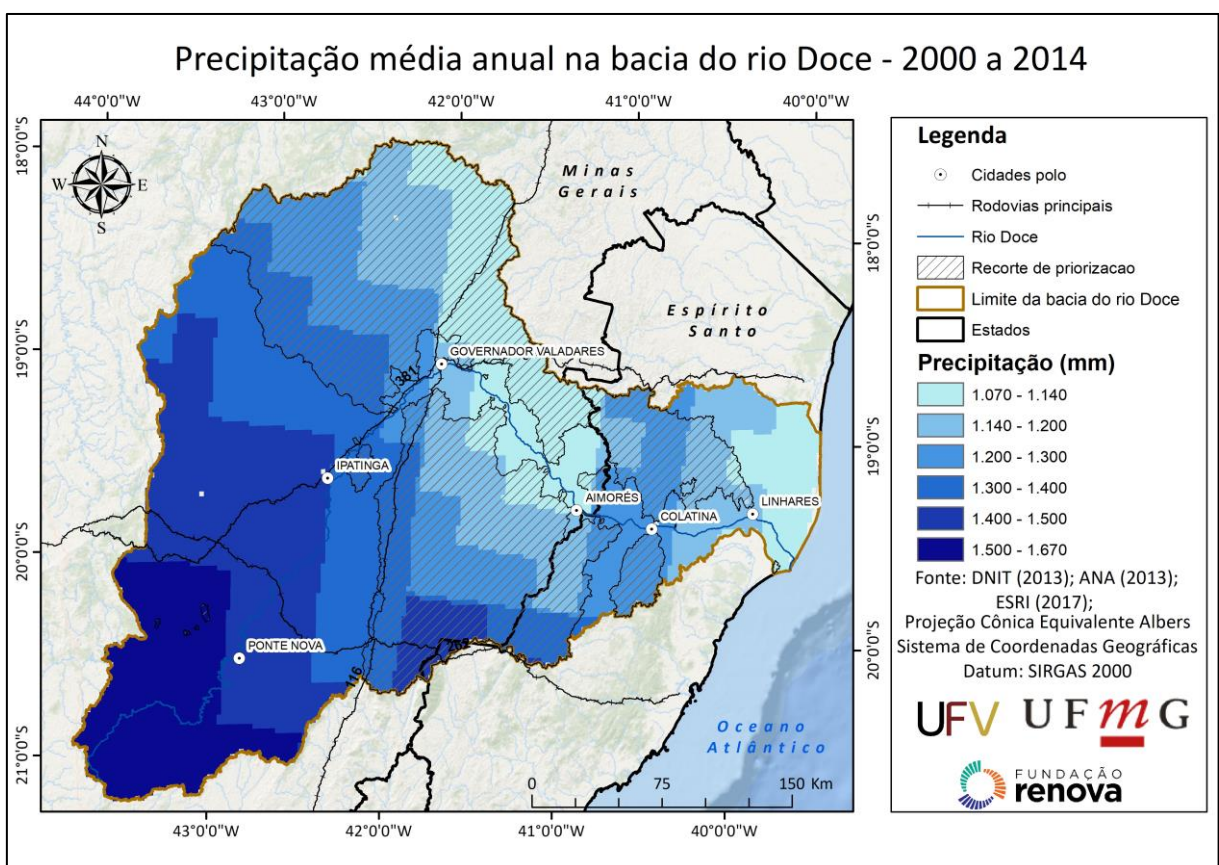 Precipitação média anual na bacia do rio Doce - 2000 a 2014
44°0'0"W 43°0'0"W 42°0'0"W 41°0'0"W 40°0'0"W
18°0'0"S
19°0'0"S
20°0'0"S
21°0'0"S
N
W E
S
Minas
Gerais
Espírito
Santo
GOVERNADOR VALADARES
381
IPATINGA
AIMORÉS
COLATINA
LINHARES
PONTE NOVA
262
116
Oceano
Atlântico
0 75 150 Km
18°0'0"S
19°0'0"S
20°0'0"S
43°0'0"W 42°0'0"W 41°0'0"W 40°0'0"W
Legenda
Cidades polo
Rodovias principais
Rio Doce
Recorte de priorizacao
Limite da bacia do rio Doce
Estados
Precipitação (mm)
1.070 - 1.140
1.140 - 1.200
1.200 - 1.300
1.300 - 1.400
1.400 - 1.500
1.500 - 1.670
Fonte: DNIT (2013); ANA (2013);
ESRI (2017);
Projeção Cônica Equivalente Albers
Sistema de Coordenadas Geográficas
Datum: SIRGAS 2000
UFV UFmG
FUNDAÇÃO
renova